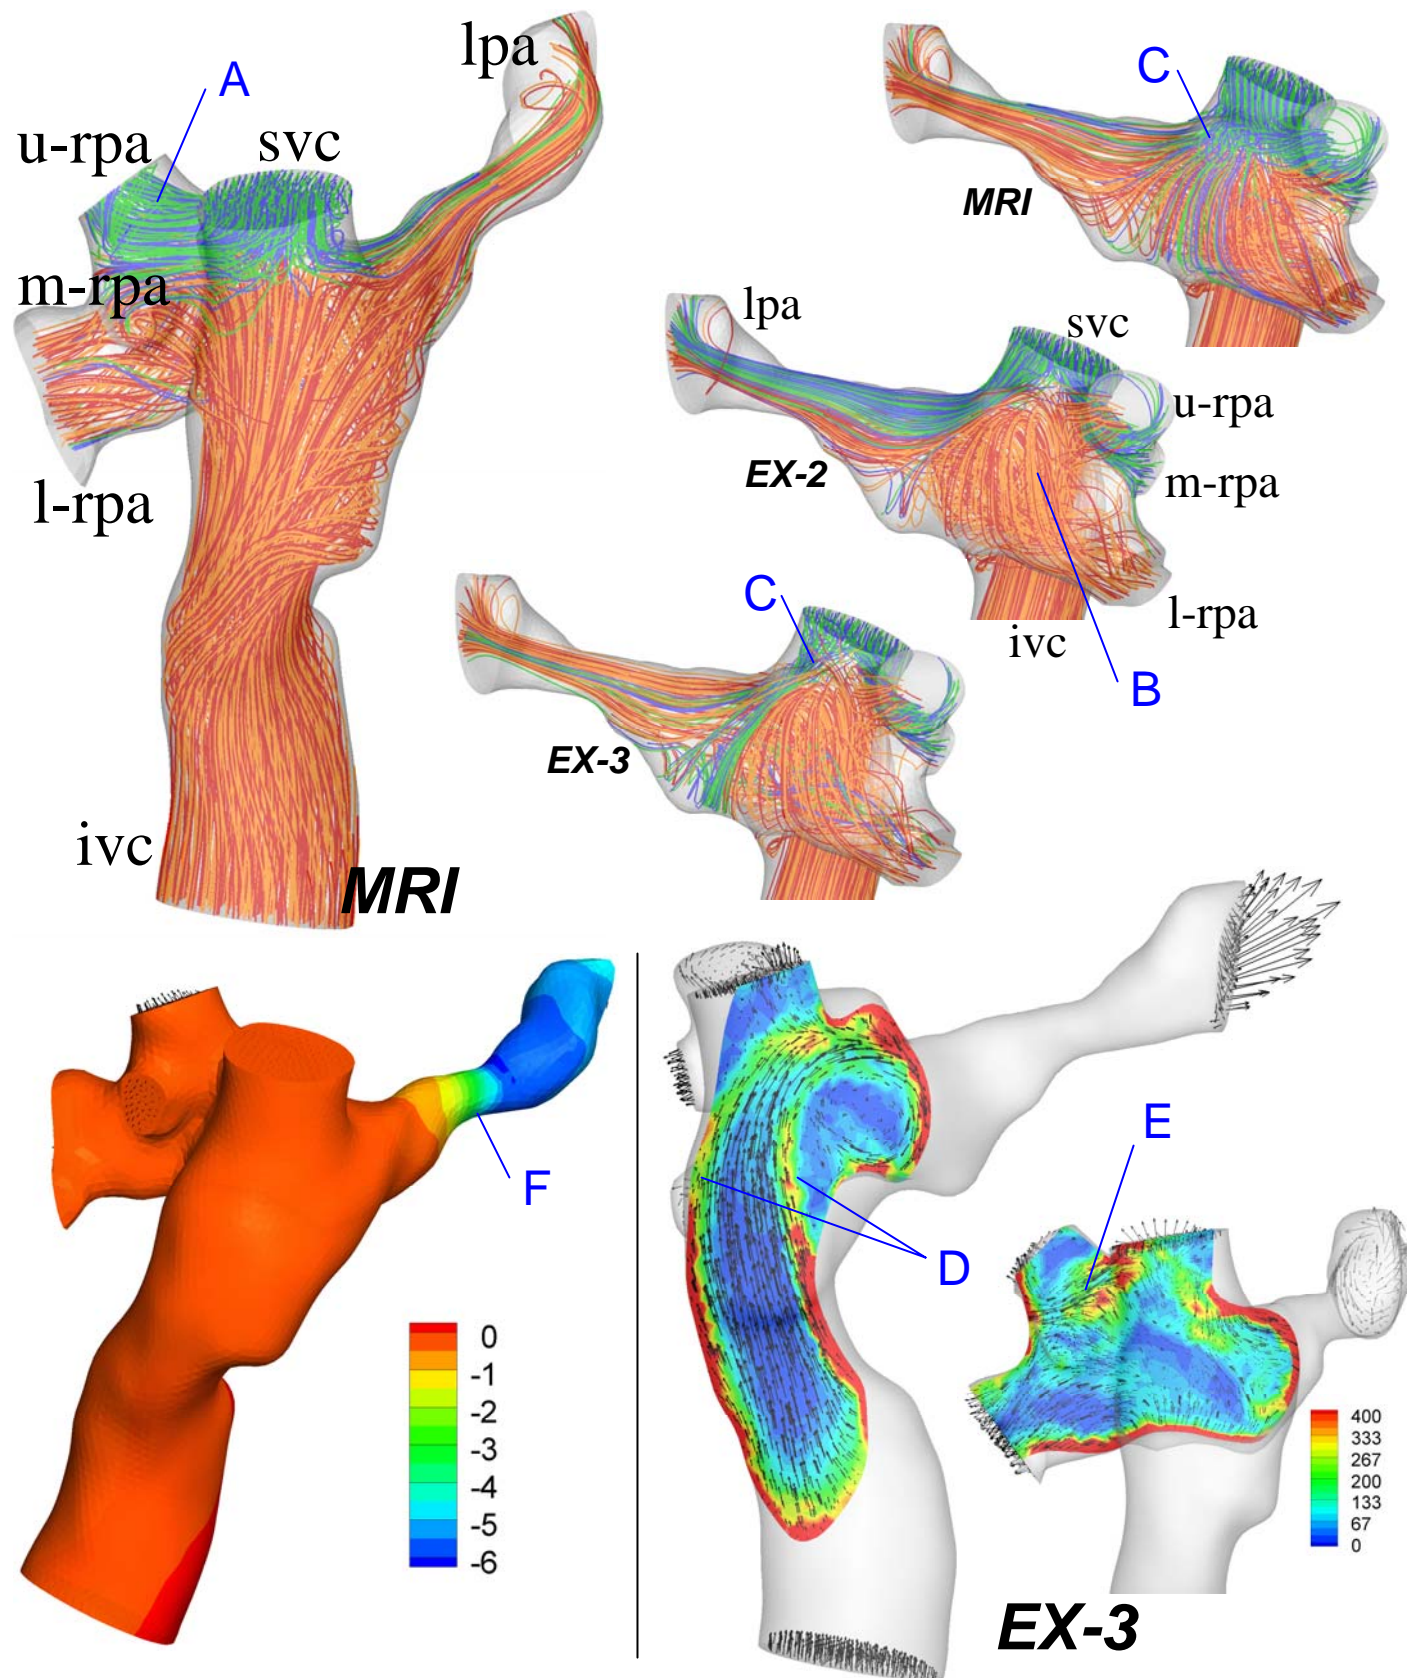 lpa
A
C
u-rpa
svc
MRI
m-rpa
lpa
svc
u-rpa
EX-2
m-rpa
l-rpa
C
l-rpa
ivc
B
EX-3
ivc
MRI
E
F
D
0
-1
-2
-3
-4
-5
-6
400
333
267
200
133
67
0
EX-3